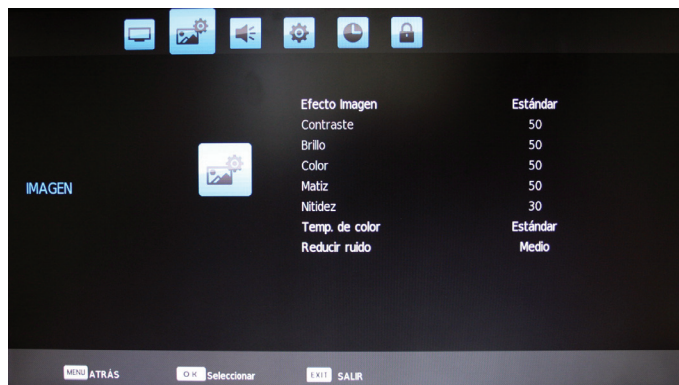 Efecto Imagen Estándar
Contraste 50
Brillo 50
Color 50
IMAGEN
Matiz 50
Nitidez 30
Temp. de color Estándar
Reducir ruido Medio
MENU ATRÁS OK Seleccionar EXIT SALIR